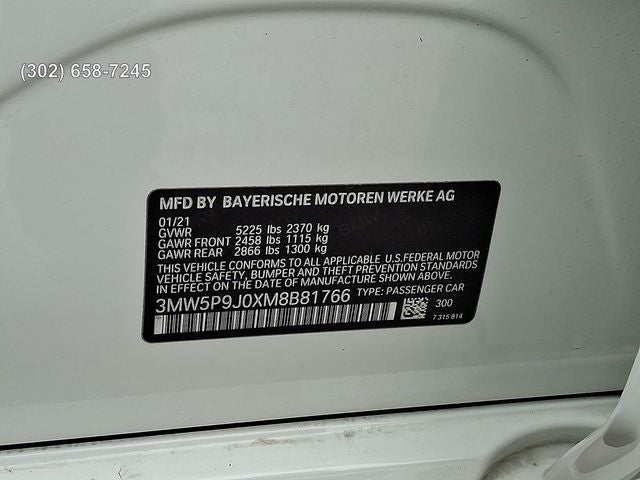 (302) 658-7245
MFD BY BAYERISCHE MOTOREN WERKE AG
01/21
GVWR 5225 lbs 2370 kg
GAWR FRONT 2458 lbs 1115 kg
GAWR REAR 2866 lbs 1300 kg
THIS VEHICLE CONFORMS TO ALL APPLICABLE U.S.FEDERAL MOTOR
VEHICLE SAFETY, BUMPER AND THEFT PREVENTION STANDARDS
IN EFFECT ON THE DATE OF MANUFACTURE SHOWN ABOVE.
3MW5P9J0XM8B81766 TYPE: PASSENGER CAR
300
7 315 814